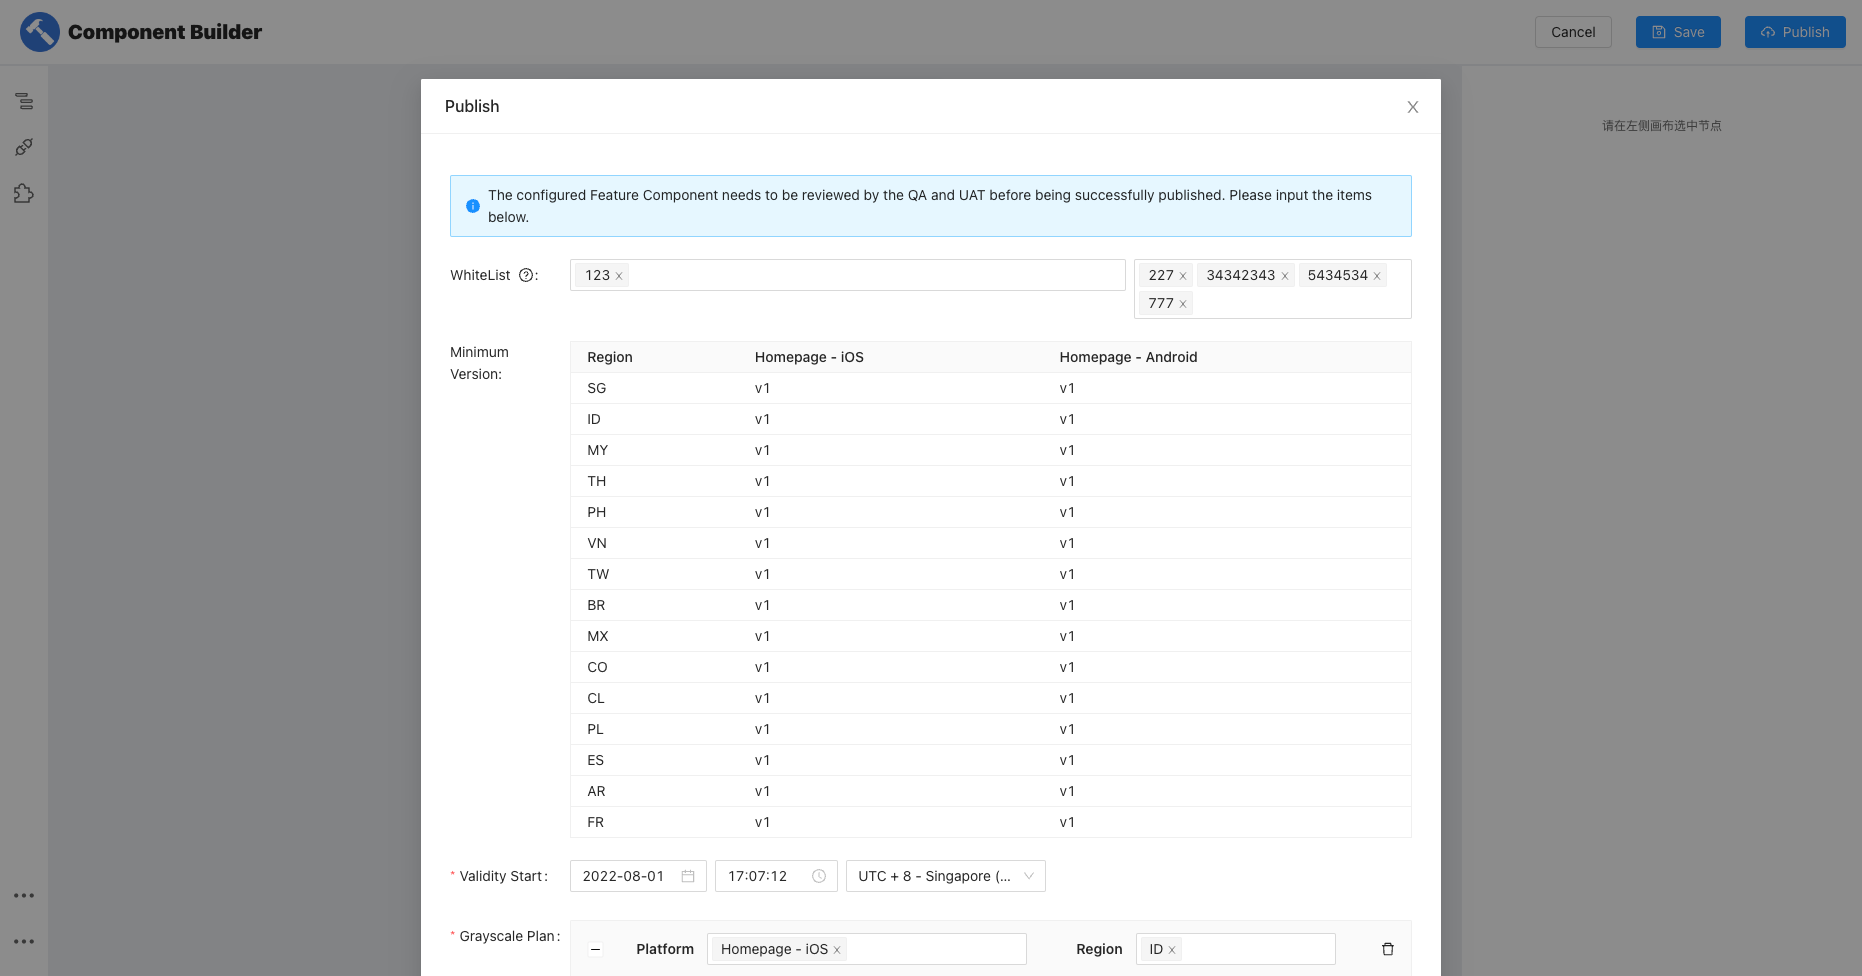 Component Builder
Cancel
Save
Publish
请在左侧画布选中节点
Publish
The configured Feature Component needs to be reviewed by the QA and UAT before being successfully published. Please input the items
below.
WhiteList :
123
227 34342343 5434534
777
Minimum
Version:
Region Homepage - iOS Homepage - Android
SG v1 v1
ID v1 v1
MY v1 v1
TH v1 v1
PH v1 v1
VN v1 v1
TW v1 v1
BR v1 v1
MX v1 v1
CO v1 v1
CL v1 v1
PL v1 v1
ES v1 v1
AR v1 v1
FR v1 v1
* Validity Start: 2022-08-01 17:07:12 UTC + 8 - Singapore (...
* Grayscale Plan: Platform Homepage - iOS Region ID